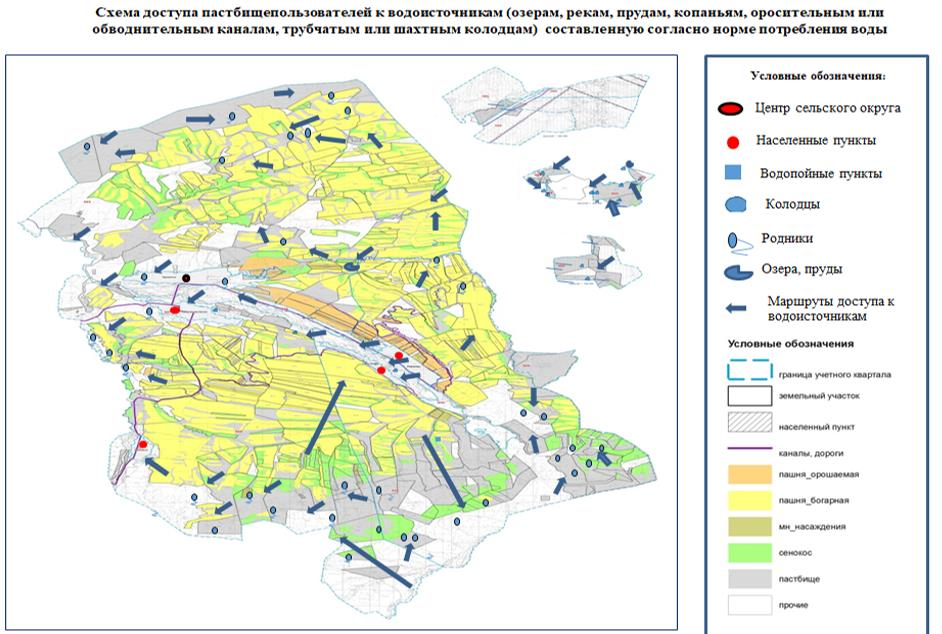 Схема доступа пастбищепользователей к водоисточникам (озерам, рекам, прудам, копаньям, оросительным или
обводнительным каналам, трубчатым или шахтным колодцам) составленную согласно норме потребления воды
Условные обозначения:
Центр сельского округа
Населенные пункты
Водопойные пункты
Колодцы
Родники
Озера, пруды
Маршруты доступа к
водоисточникам
Условные обозначения
граница учетного квартала
земельный участок
населенный пункт
каналы, дороги
пашня_орошаемая
пашня_богарная
мн_насаждения
сенокос
пастбище
прочие